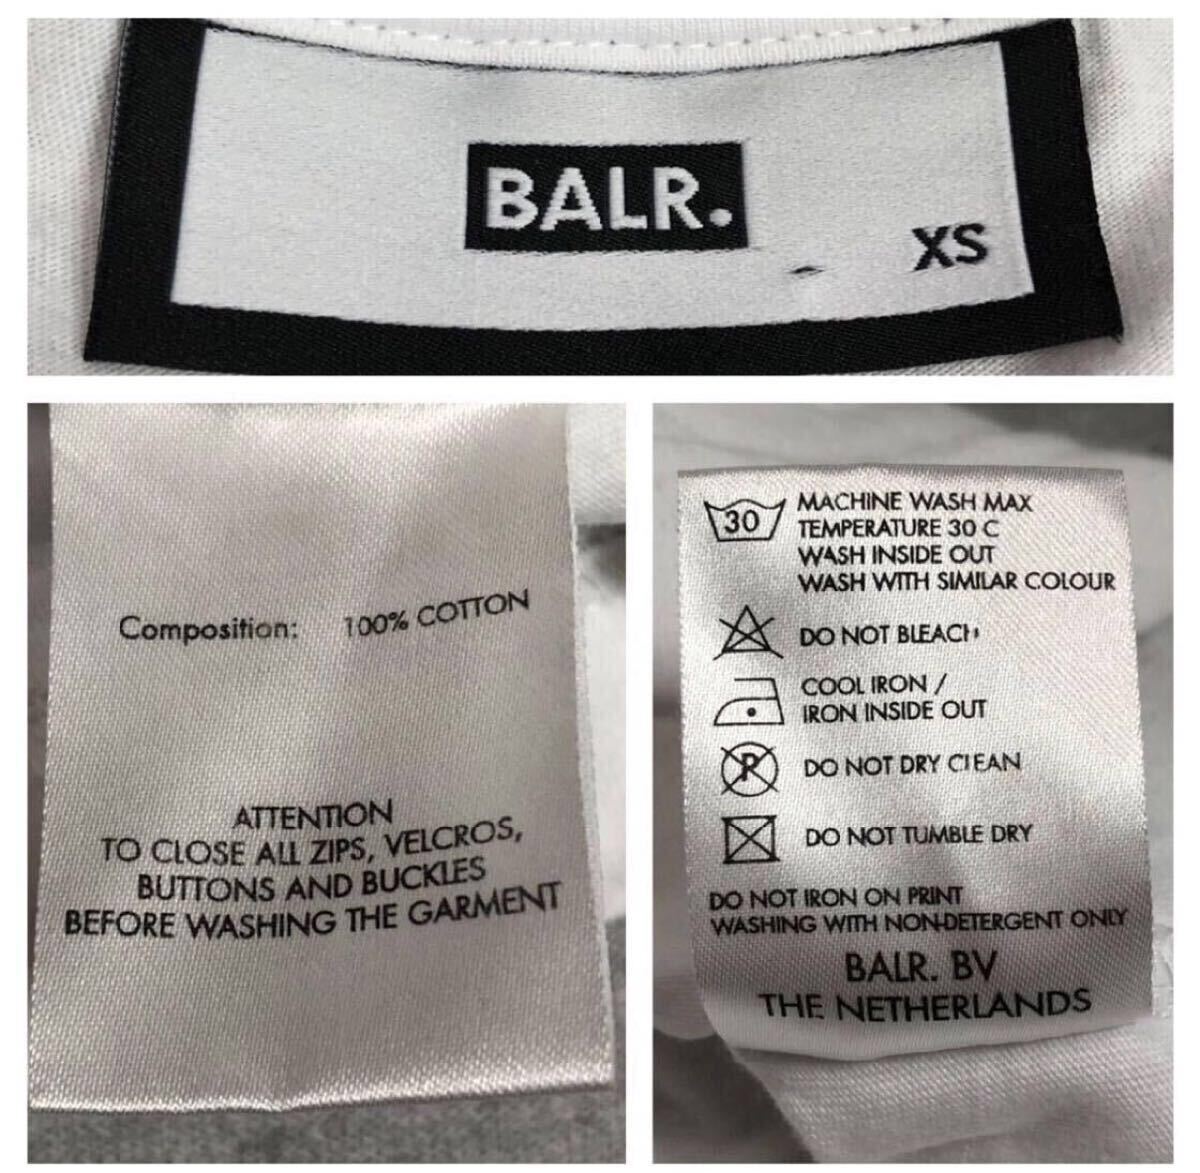 BALR.
XS
Composition: 100% COTTON
ATTENTION
TO CLOSE ALL ZIPS, VELCROS,
BUTTONS AND BUCKLES
BEFORE WASHING THE GARMENT
30
MACHINE WASH MAX
TEMPERATURE 30 C
WASH INSIDE OUT
WASH WITH SIMILAR COLOUR
DO NOT BLEACH
COOL IRON /
IRON INSIDE OUT
P
DO NOT DRY CLEAN
DO NOT TUMBLE DRY
DO NOT IRON ON PRINT
WASHING WITH NON-DETERGENT ONLY
BALR. BV
THE NETHERLANDS